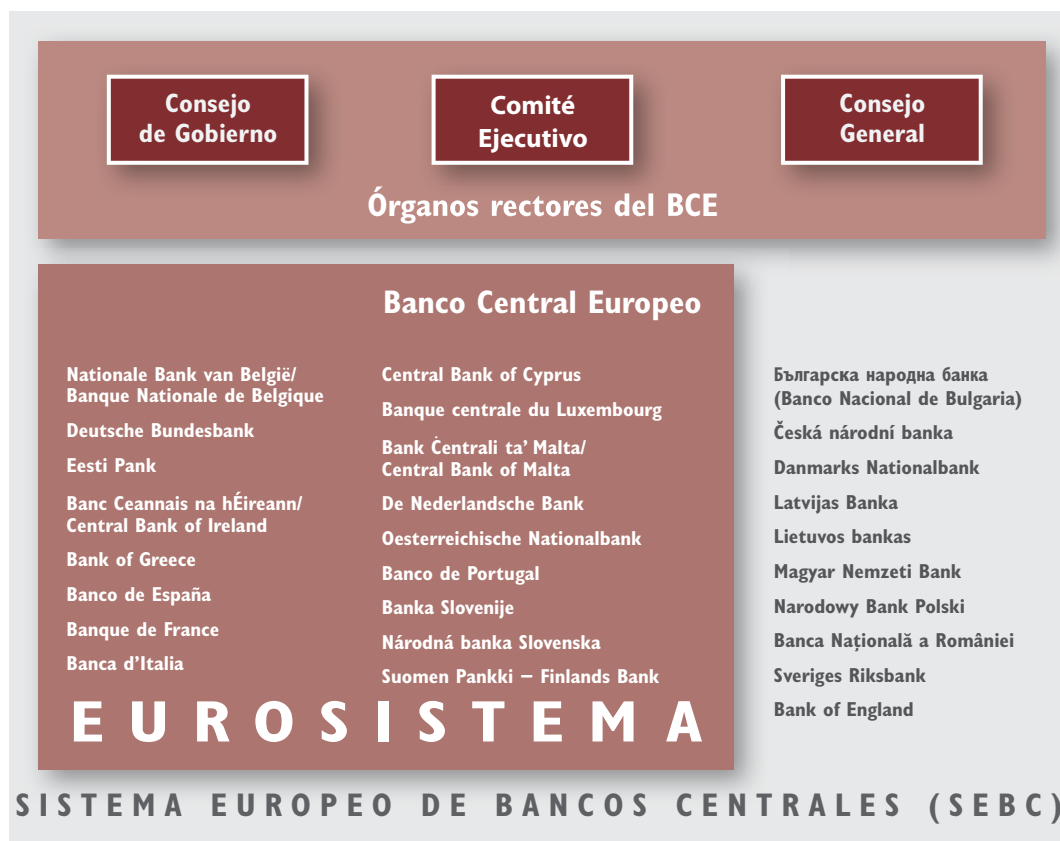 Consejo
de Gobierno
Comité
Ejecutivo
Consejo
General
Órganos rectores del BCE
Banco Central Europeo
Nationale Bank van België/
Banque Nationale de Belgique
Deutsche Bundesbank
Eesti Pank
Banc Ceannais na hÉireann/
Central Bank of Ireland
Bank of Greece
Banco de España
Banque de France
Banca d’Italia
Central Bank of Cyprus
Banque centrale du Luxembourg
Bank Ċentrali ta’ Malta/
Central Bank of Malta
De Nederlandsche Bank
Oesterreichische Nationalbank
Banco de Portugal
Banka Slovenije
Národná banka Slovenska
Suomen Pankki – Finlands Bank
EUROSISTEMA
Българска народна банка
(Banco Nacional de Bulgaria)
Česká národní banka
Danmarks Nationalbank
Latvijas Banka
Lietuvos bankas
Magyar Nemzeti Bank
Narodowy Bank Polski
Banca Națională a României
Sveriges Riksbank
Bank of England
SISTEMA EUROPEO DE BANCOS CENTRALES (SEBC)